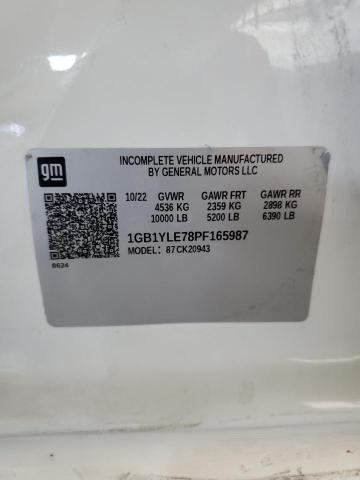 gm
INCOMPLETE VEHICLE MANUFACTURED
BY GENERAL MOTORS LLC
10/22 GVWR GAWR FRT GAWR RR
4536 KG 2359 KG 2898 KG
10000 LB 5200 LB 6390 LB
1GB1YLE78PF165987
MODEL: 87CK20943
8624